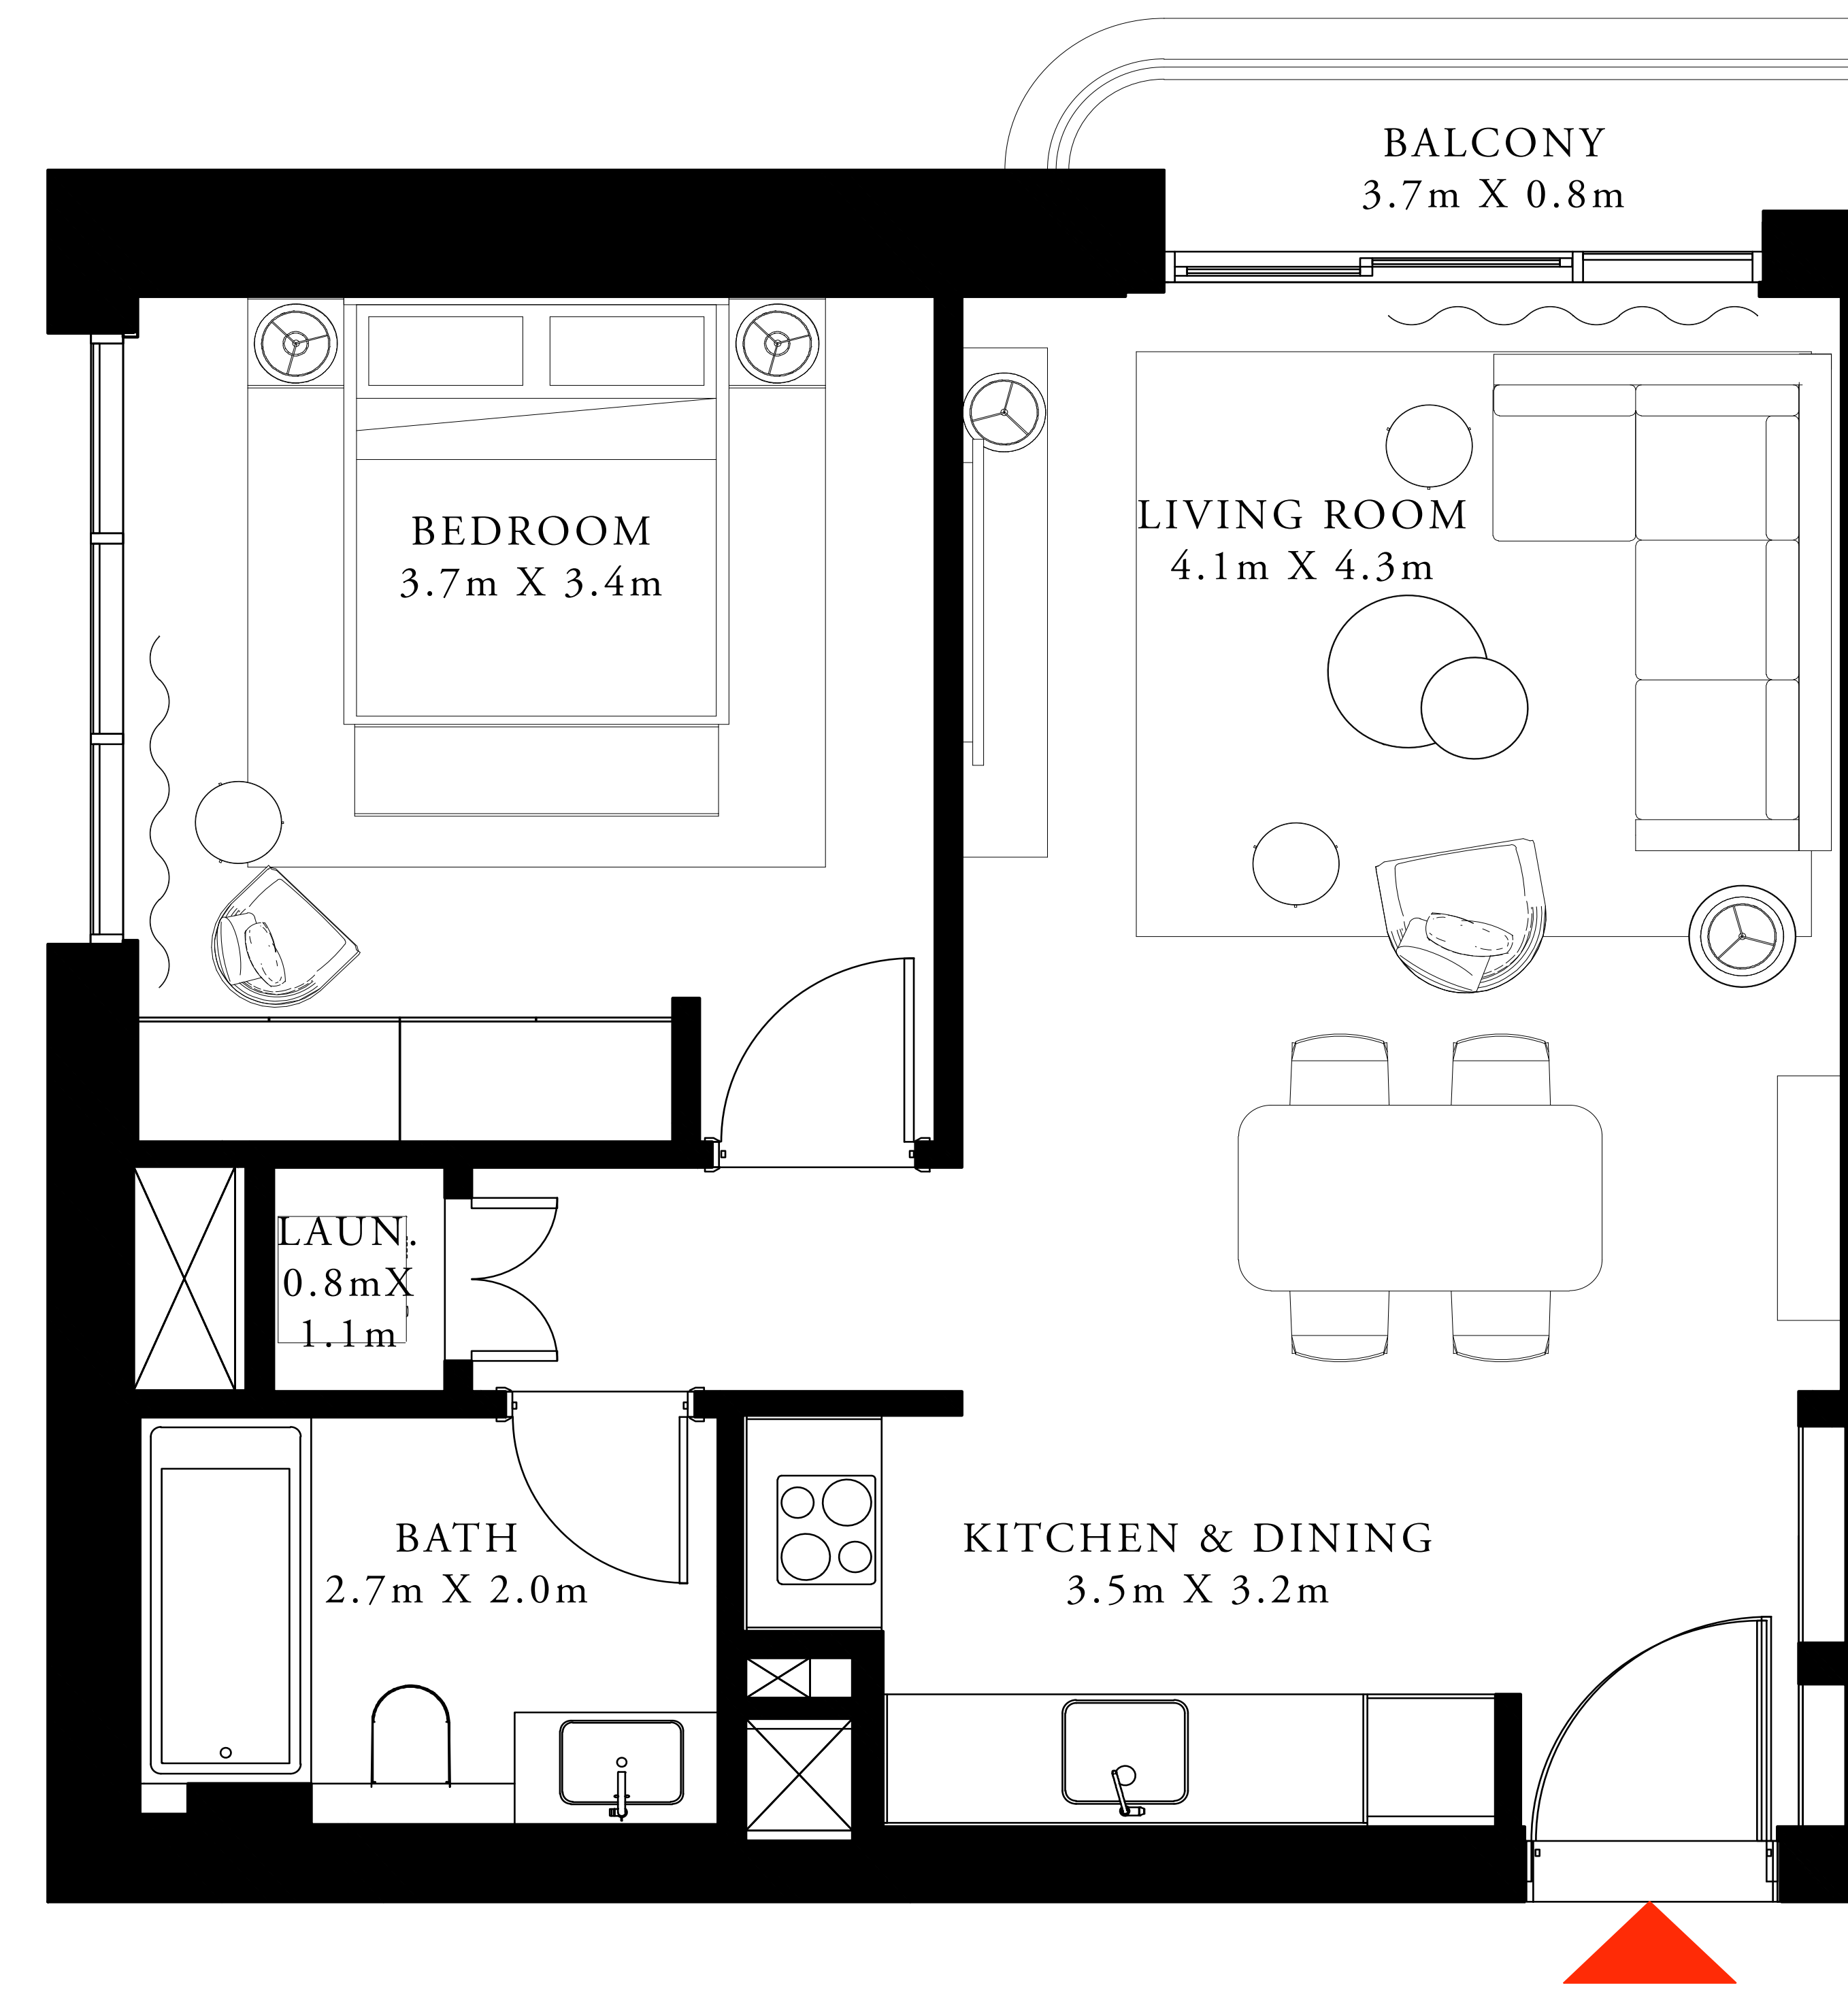 BALCONY
3.7m X 0.8m
BEDROOM
3.7m X 3.4m
LIVING ROOM
4.1m X 4.3m
LAUN.
0.8mX
1.1m
BATH
2.7m X 2.0m
KITCHEN & DINING
3.5m X 3.2m